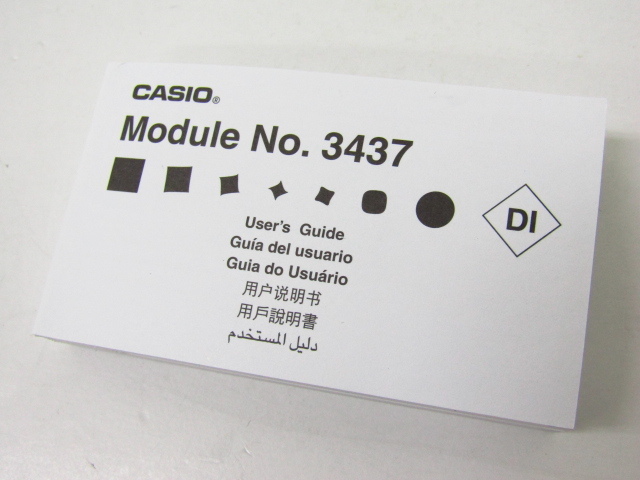 CASIO®
Module No. 3437
DI
User's Guide
Guía del usuario
Guia do Usuário
用户说明书
用戶說明書
دليل المستخدم